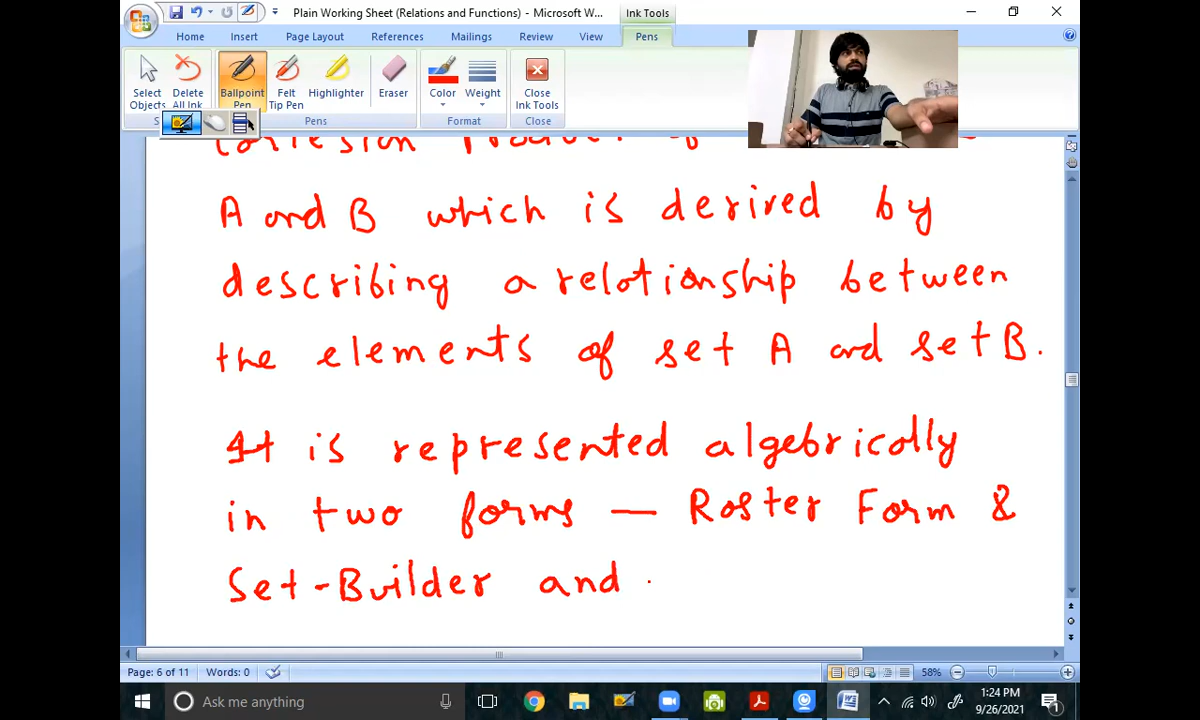 Plain Working Sheet (Relations and Functions) - Microsoft W...
Ink Tools
Home Insert Page Layout References Mailings Review View Pens
Select Objects
Delete All Ink
Ballpoint Pen
Felt Tip Pen
Highlighter
Eraser
Color
Weight
Close Ink Tools
Pens
Format
Close
A and B which is derived by
describing a relationship between
the elements of set A and set B.
It is represented algebrically
in two forms — Roster Form &
Set-Builder and
Page: 6 of 11
Words: 0
58%
Ask me anything
1:24 PM
9/26/2021